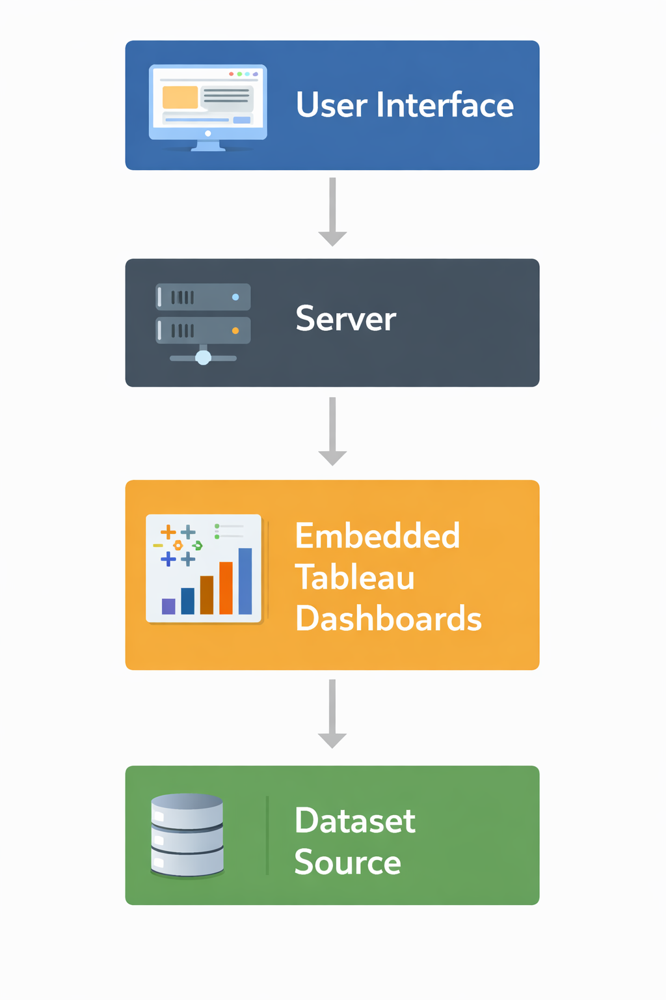 User Interface
Server
Embedded
Tableau
Dashboards
Dataset
Source